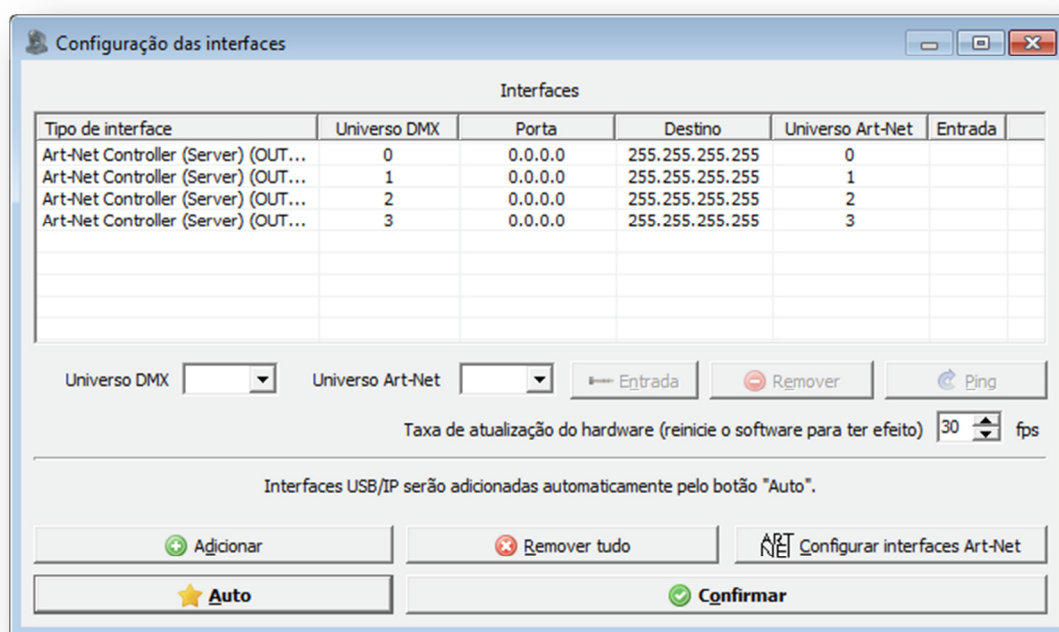 Configuração das interfaces
Interfaces
Tipo de interface Universo DMX Porta Destino Universo Art-Net Entrada
Art-Net Controller (Server) (OUT... 0 0.0.0.0 255.255.255.255 0
Art-Net Controller (Server) (OUT... 1 0.0.0.0 255.255.255.255 1
Art-Net Controller (Server) (OUT... 2 0.0.0.0 255.255.255.255 2
Art-Net Controller (Server) (OUT... 3 0.0.0.0 255.255.255.255 3
Universo DMX Universo Art-Net Entrada Remover Ping
Taxa de atualização do hardware (reinicie o software para ter efeito) 30 fps
Interfaces USB/IP serão adicionadas automaticamente pelo botão "Auto".
Adicionar Remover tudo ART NET Configurar interfaces Art-Net
Auto Confirmar